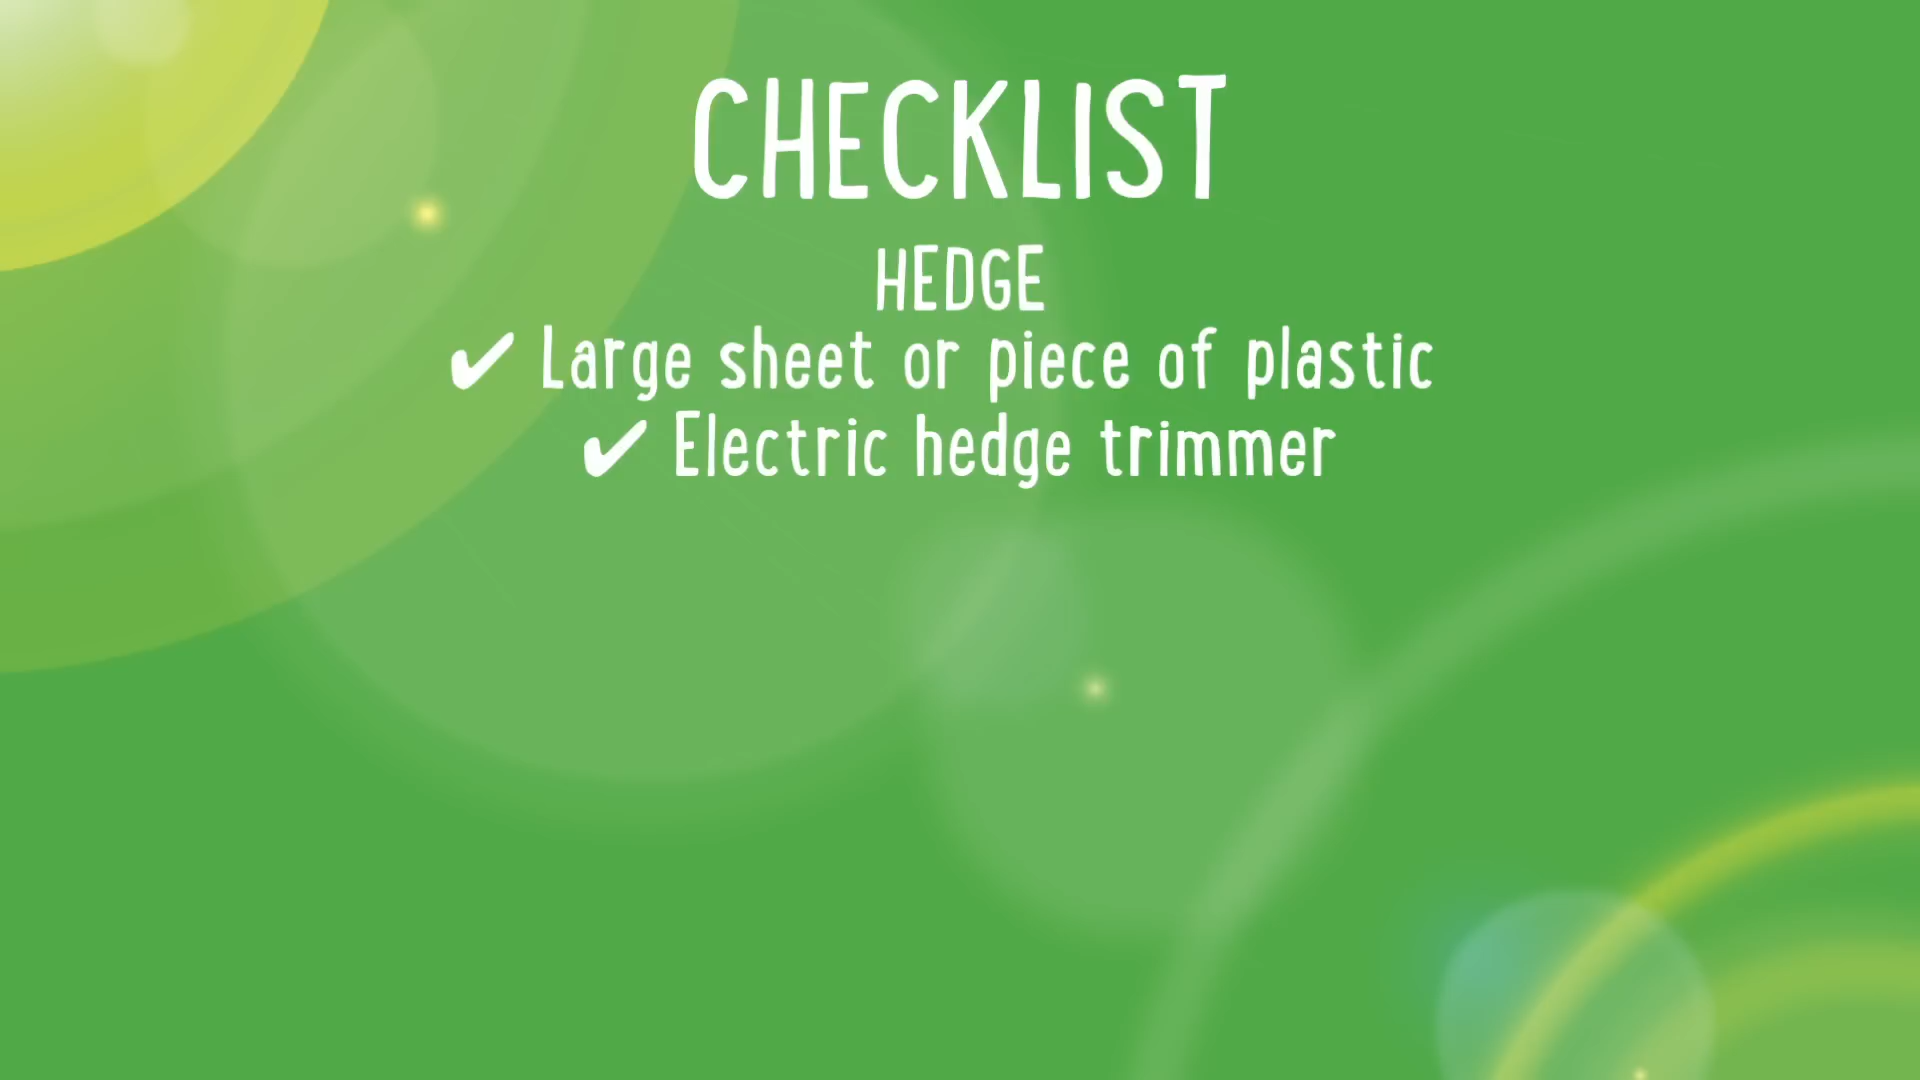 CHECKLIST
HEDGE
✔ Large sheet or piece of plastic
✔ Electric hedge trimmer